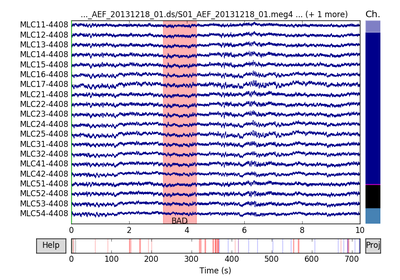 ..._AEF_20131218_01.ds/S01_AEF_20131218_01.meg4 ... (+ 1 more)
Ch.
MLC11-4408
MLC12-4408
MLC13-4408
MLC14-4408
MLC15-4408
MLC16-4408
MLC17-4408
MLC21-4408
MLC22-4408
MLC23-4408
MLC24-4408
MLC25-4408
MLC31-4408
MLC32-4408
MLC41-4408
MLC42-4408
MLC51-4408
MLC52-4408
MLC53-4408
MLC54-4408
BAD
0 2 4 6 8 10
Help
Proj
0 100 200 300 400 500 600 700
Time (s)